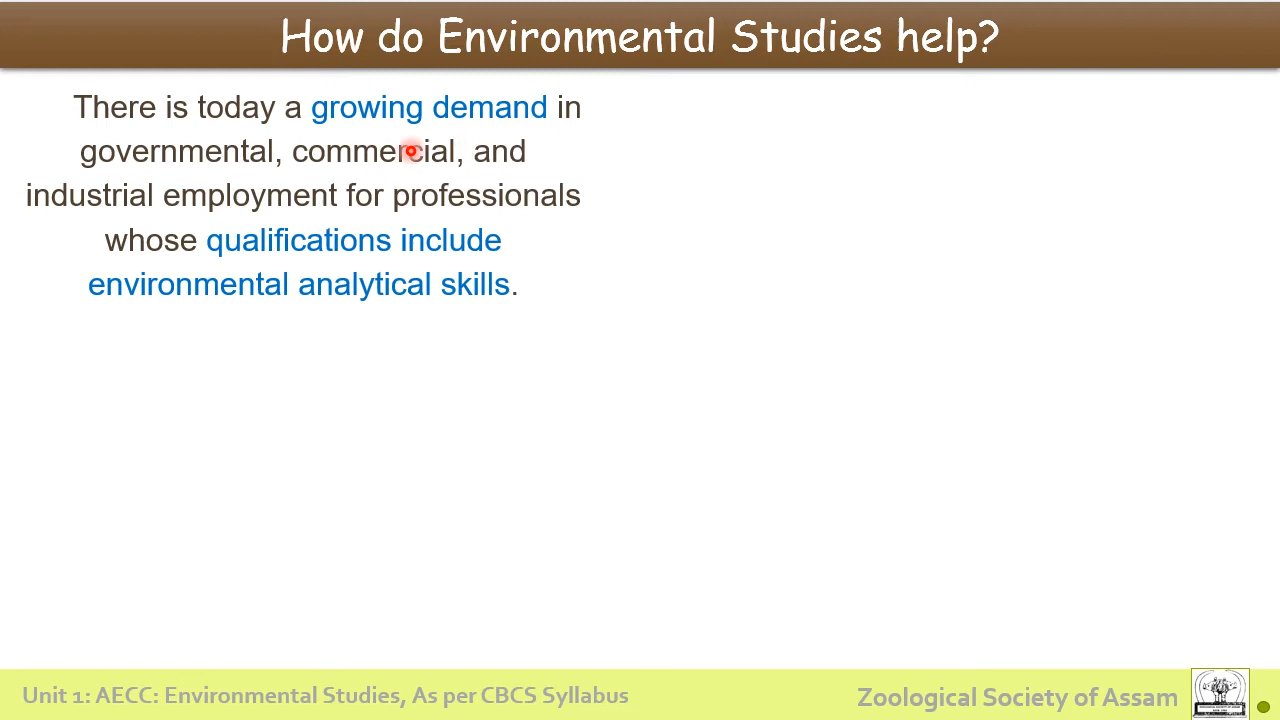 How do Environmental Studies help?
There is today a growing demand in
governmental, commercial, and
industrial employment for professionals
whose qualifications include
environmental analytical skills.
Unit 1: AECC: Environmental Studies, As per CBCS Syllabus
Zoological Society of Assam